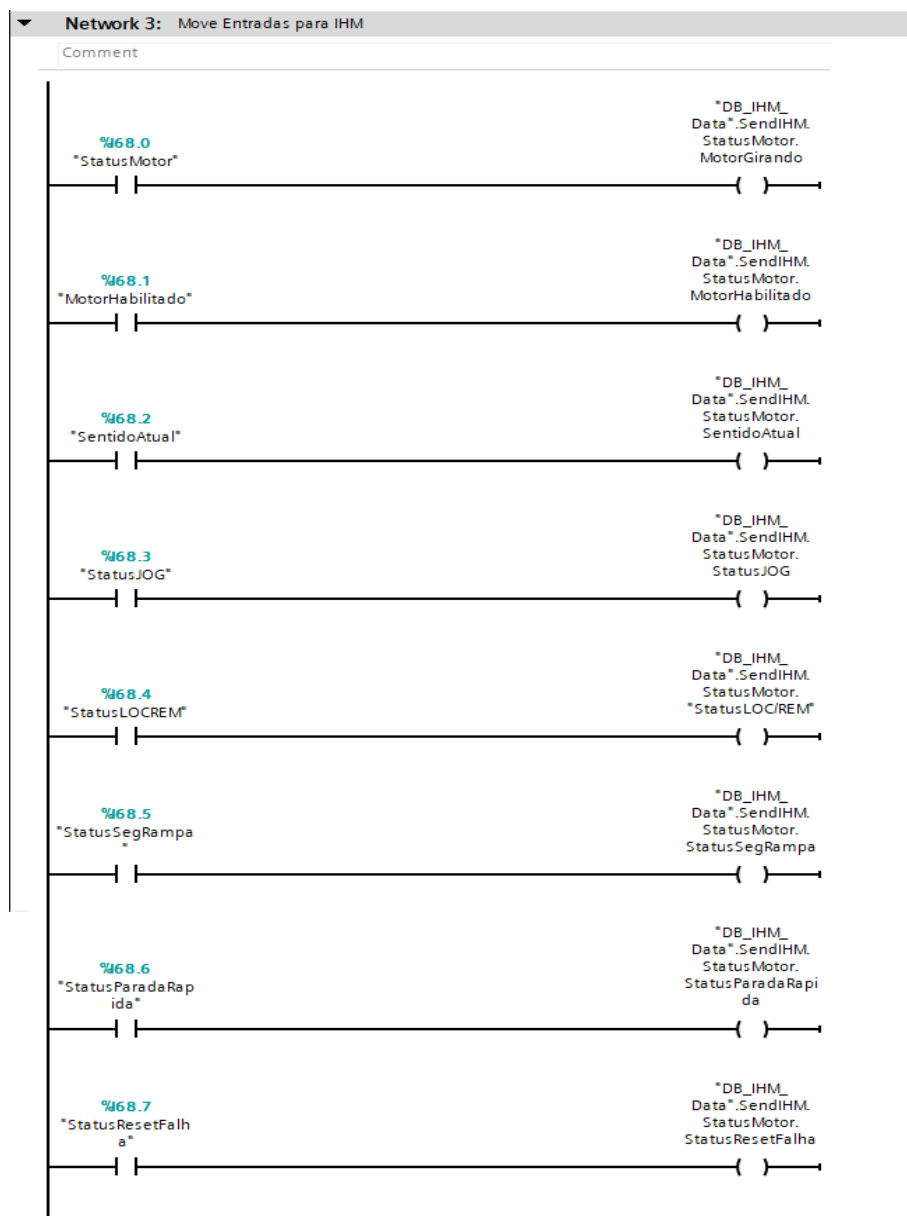 Network 3: Move Entradas para IHM
Comment
%I68.0
"StatusMotor"
"DB_IHM_
Data".SendIHM.
StatusMotor.
MotorGirando
%I68.1
"MotorHabilitado"
"DB_IHM_
Data".SendIHM.
StatusMotor.
MotorHabilitado
%I68.2
"SentidoAtual"
"DB_IHM_
Data".SendIHM.
StatusMotor.
SentidoAtual
%I68.3
"StatusJOG"
"DB_IHM_
Data".SendIHM.
StatusMotor.
StatusJOG
%I68.4
"StatusLOCREM"
"DB_IHM_
Data".SendIHM.
StatusMotor.
"StatusLOC/REM"
%I68.5
"StatusSegRampa
"
"DB_IHM_
Data".SendIHM.
StatusMotor.
StatusSegRampa
%I68.6
"StatusParadaRap
ida"
"DB_IHM_
Data".SendIHM.
StatusMotor.
StatusParadaRapi
da
%I68.7
"StatusResetFalh
a"
"DB_IHM_
Data".SendIHM.
StatusMotor.
StatusResetFalha